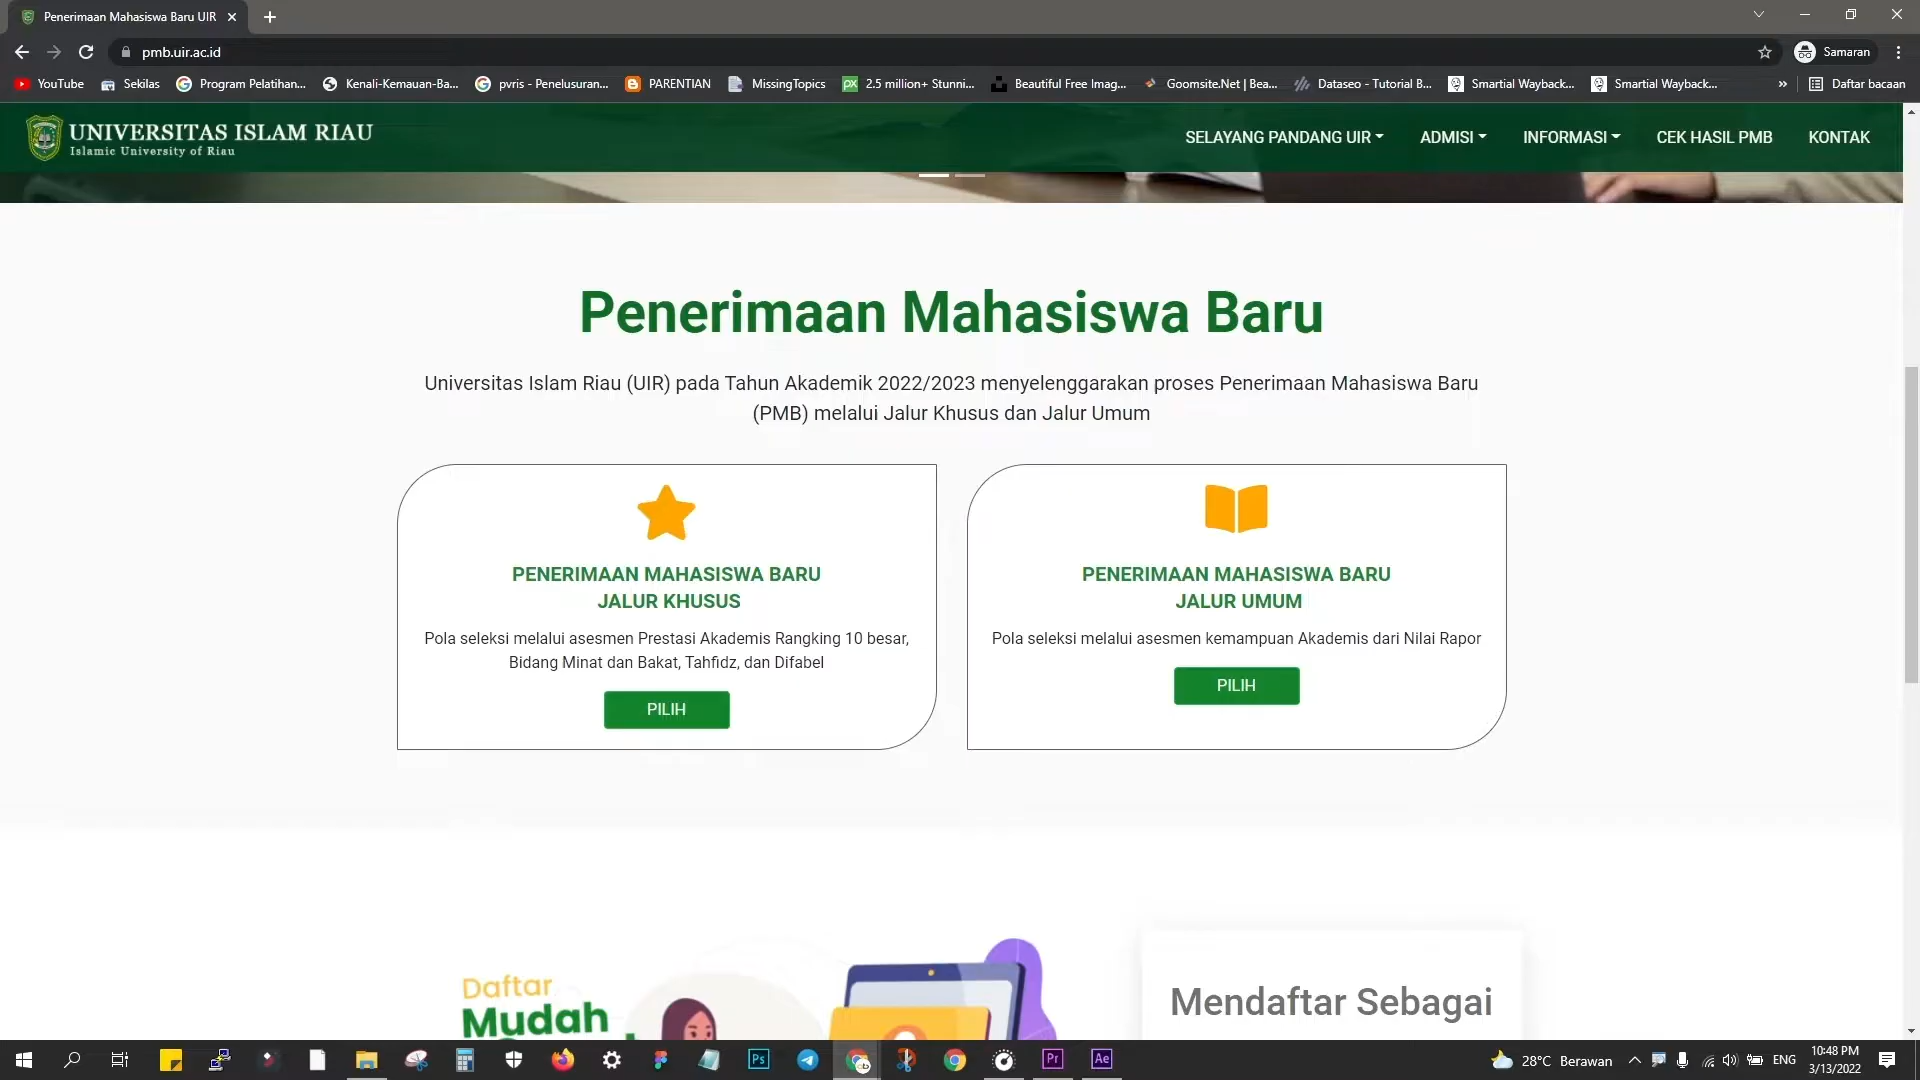 Penerimaan Mahasiswa Baru UIR
pmb.uir.ac.id
Samaran
YouTube
Sekilas
Program Pelatihan...
Kenali-Kemauan-Ba...
pvris - Penelusuran...
PARENTIAN
MissingTopics
2.5 million+ Stunni...
Beautiful Free Imag...
Goomsite.Net | Bea...
Dataseo - Tutorial B...
Smartial Wayback...
Smartial Wayback...
»
Daftar bacaan
UNIVERSITAS ISLAM RIAU
Islamic University of Riau
SELAYANG PANDANG UIR
ADMISI
INFORMASI
CEK HASIL PMB
KONTAK
Penerimaan Mahasiswa Baru
Universitas Islam Riau (UIR) pada Tahun Akademik 2022/2023 menyelenggarakan proses Penerimaan Mahasiswa Baru
(PMB) melalui Jalur Khusus dan Jalur Umum
PENERIMAAN MAHASISWA BARU
JALUR KHUSUS
Pola seleksi melalui asesmen Prestasi Akademis Rangking 10 besar,
Bidang Minat dan Bakat, Tahfidz, dan Difabel
PILIH
PENERIMAAN MAHASISWA BARU
JALUR UMUM
Pola seleksi melalui asesmen kemampuan Akademis dari Nilai Rapor
PILIH
Daftar
Mudah
Mendaftar Sebagai
Ps
Pr
Ae
28°C Berawan
ENG
10:48 PM
3/13/2022